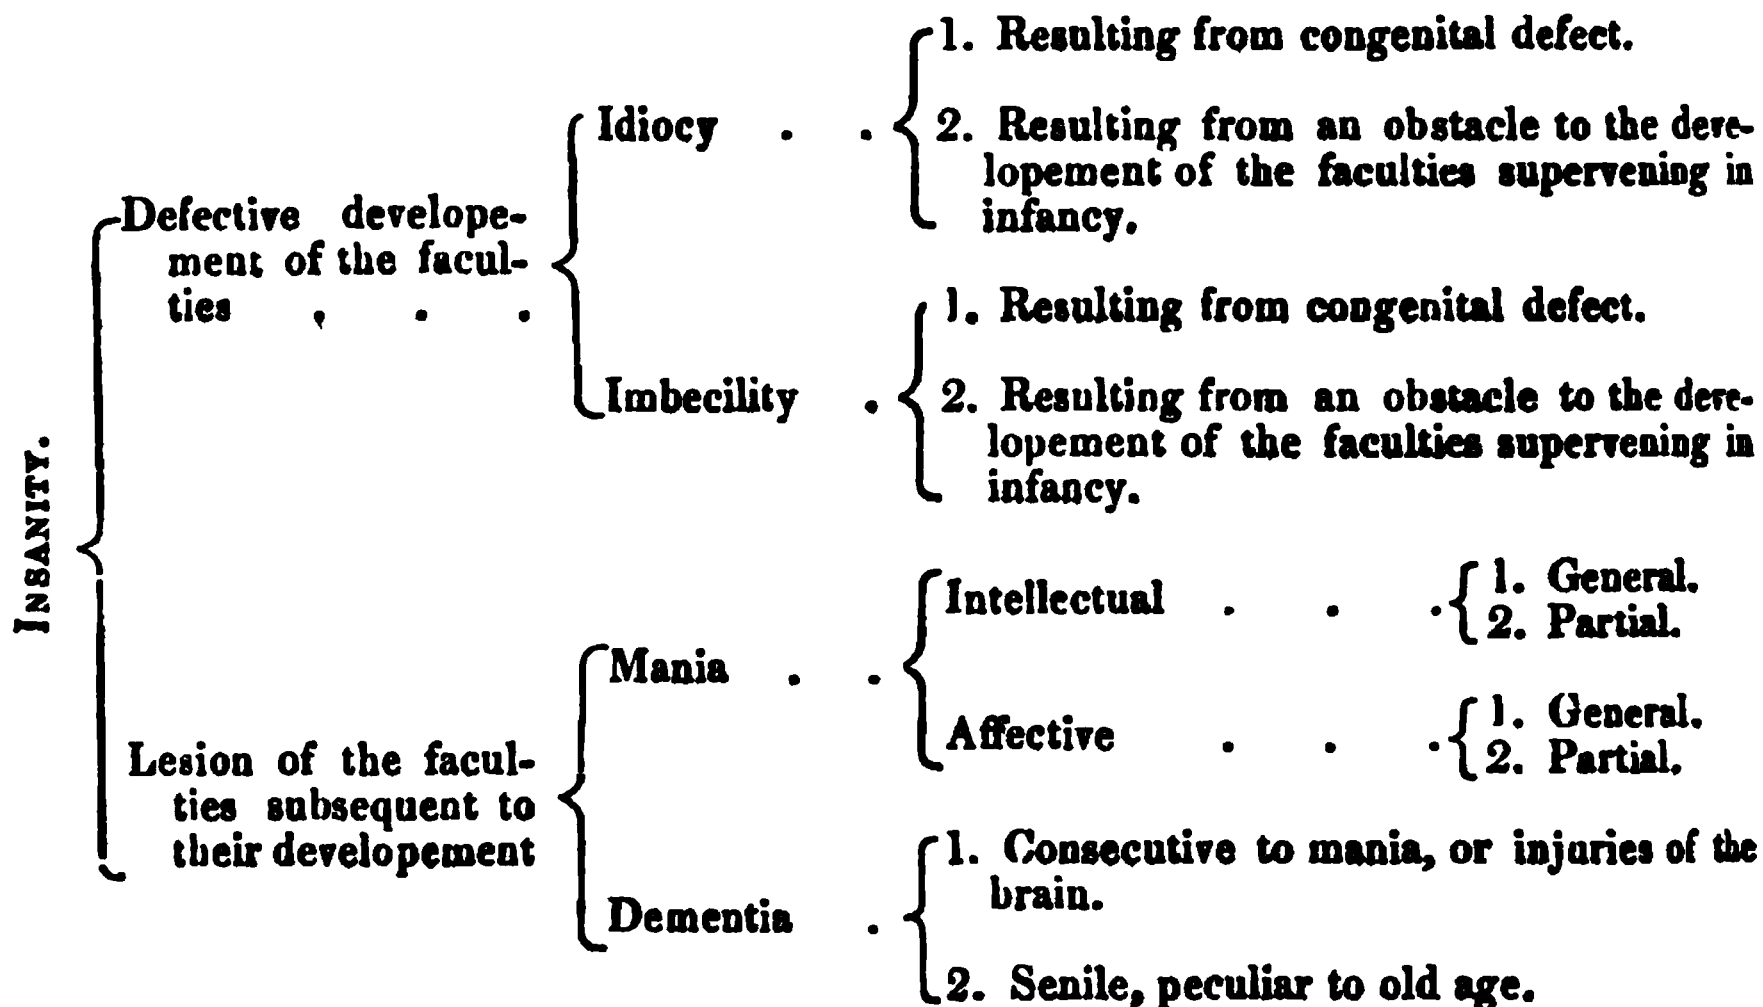 INSANITY.
Defective develope-
ment of the facul-
ties . . .
Idiocy . .
1. Resulting from congenital defect.
2. Resulting from an obstacle to the deve-
lopement of the faculties supervening in
infancy.
Imbecility .
1. Resulting from congenital defect.
2. Resulting from an obstacle to the deve-
lopement of the faculties supervening in
infancy.
Lesion of the facul-
ties subsequent to
their developement
Mania . .
Intellectual . . .
1. General.
2. Partial.
Affective . . .
1. General.
2. Partial.
Dementia .
1. Consecutive to mania, or injuries of the
brain.
2. Senile, peculiar to old age.